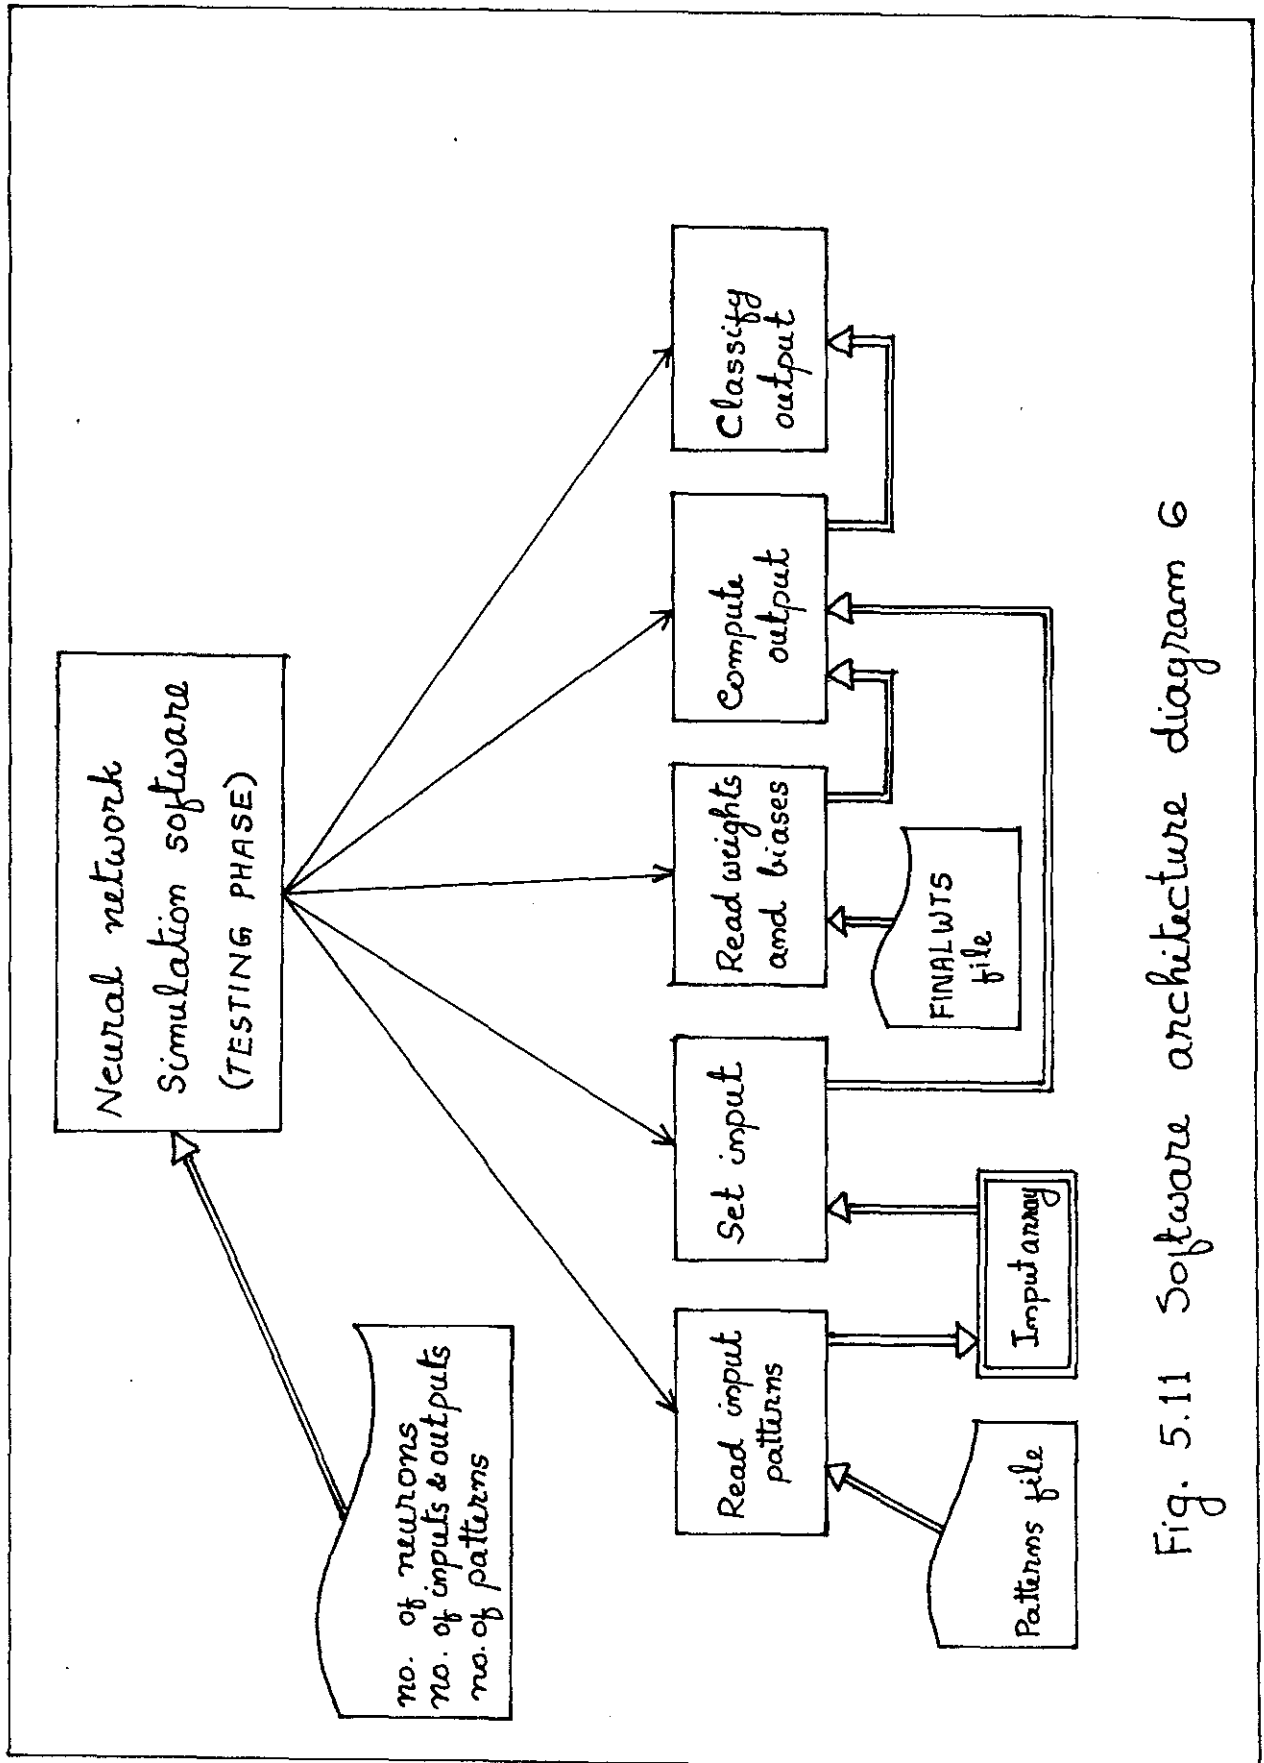 Neural network
Simulation software
(TESTING PHASE)
no. of neurons
no. of inputs & outputs
no. of patterns
Read input
patterns
Set input
Read weights
and biases
Compute
output
Classify
output
Patterns file
Input array
FINALWTS
file
Fig. 5.11 Software architecture diagram 6